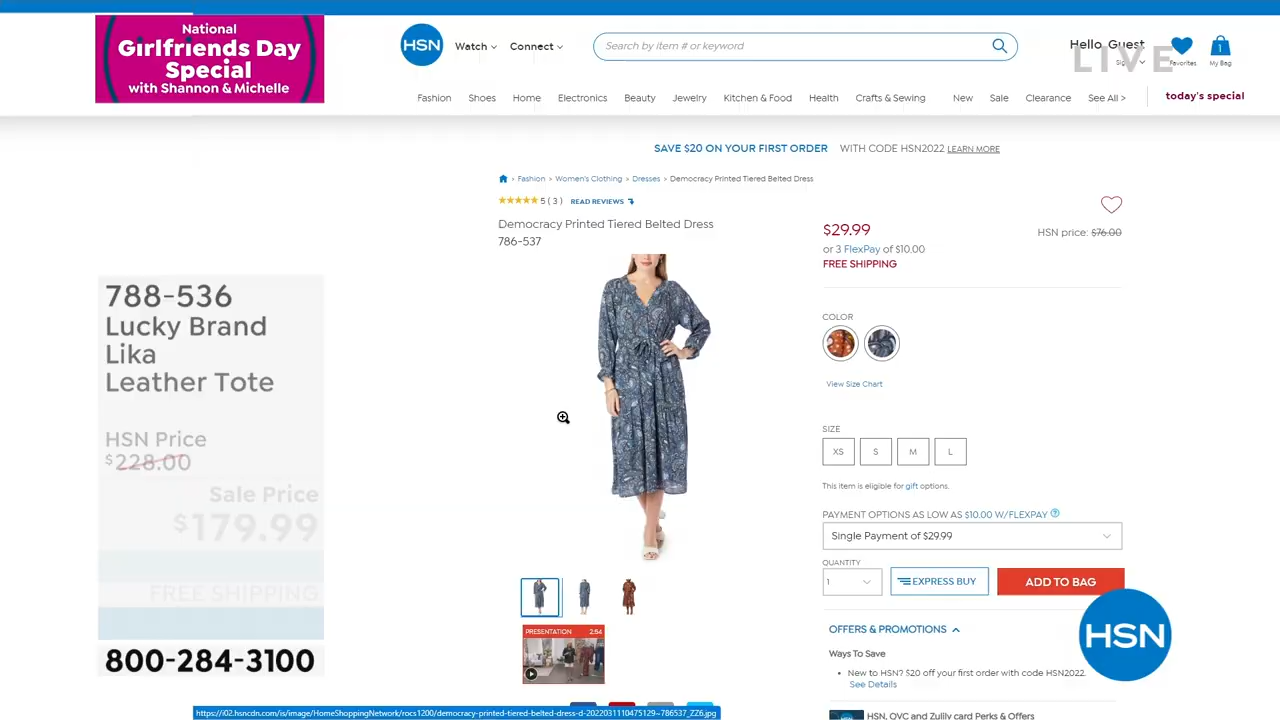 National
Girlfriends Day
Special
with Shannon & Michelle
HSN
Watch
Connect
Search by item # or keyword
Hello, Guest
LIVE
Favorites
1
My Bag
Fashion Shoes Home Electronics Beauty Jewelry Kitchen & Food Health Crafts & Sewing New Sale Clearance See All > today's special
SAVE $20 ON YOUR FIRST ORDER WITH CODE HSN2022 LEARN MORE
> Fashion > Women's Clothing > Dresses > Democracy Printed Tiered Belted Dress
5 ( 3 ) READ REVIEWS
Democracy Printed Tiered Belted Dress
786-537
$29.99
HSN price: $76.00
or 3 FlexPay of $10.00
FREE SHIPPING
COLOR
View Size Chart
SIZE
XS S M L
This item is eligible for gift options.
PAYMENT OPTIONS AS LOW AS $10.00 W/FLEXPAY ?
Single Payment of $29.99
QUANTITY
1
EXPRESS BUY
ADD TO BAG
OFFERS & PROMOTIONS
Ways To Save
• New to HSN? $20 off your first order with code HSN2022.
See Details
HSN, QVC and Zulily card Perks & Offers
HSN
PRESENTATION 2:54
788-536
Lucky Brand
Lika
Leather Tote
HSN Price
$228.00
Sale Price
$179.99
FREE SHIPPING
800-284-3100
https://i02.hsncdn.com/is/image/HomeShoppingNetwork/rocs1200/democracy-printed-tiered-belted-dress-d-2022031110475129~786537_ZZ6.jpg